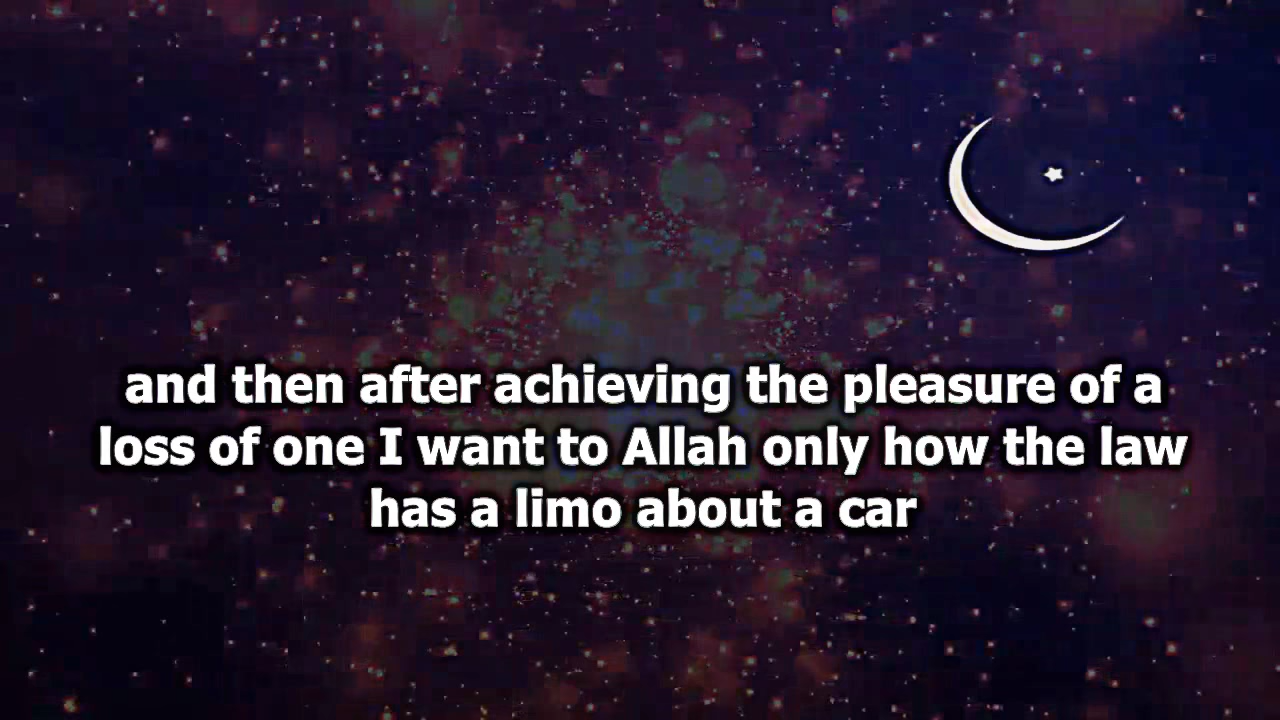 and then after achieving the pleasure of a
loss of one I want to Allah only how the law
has a limo about a car